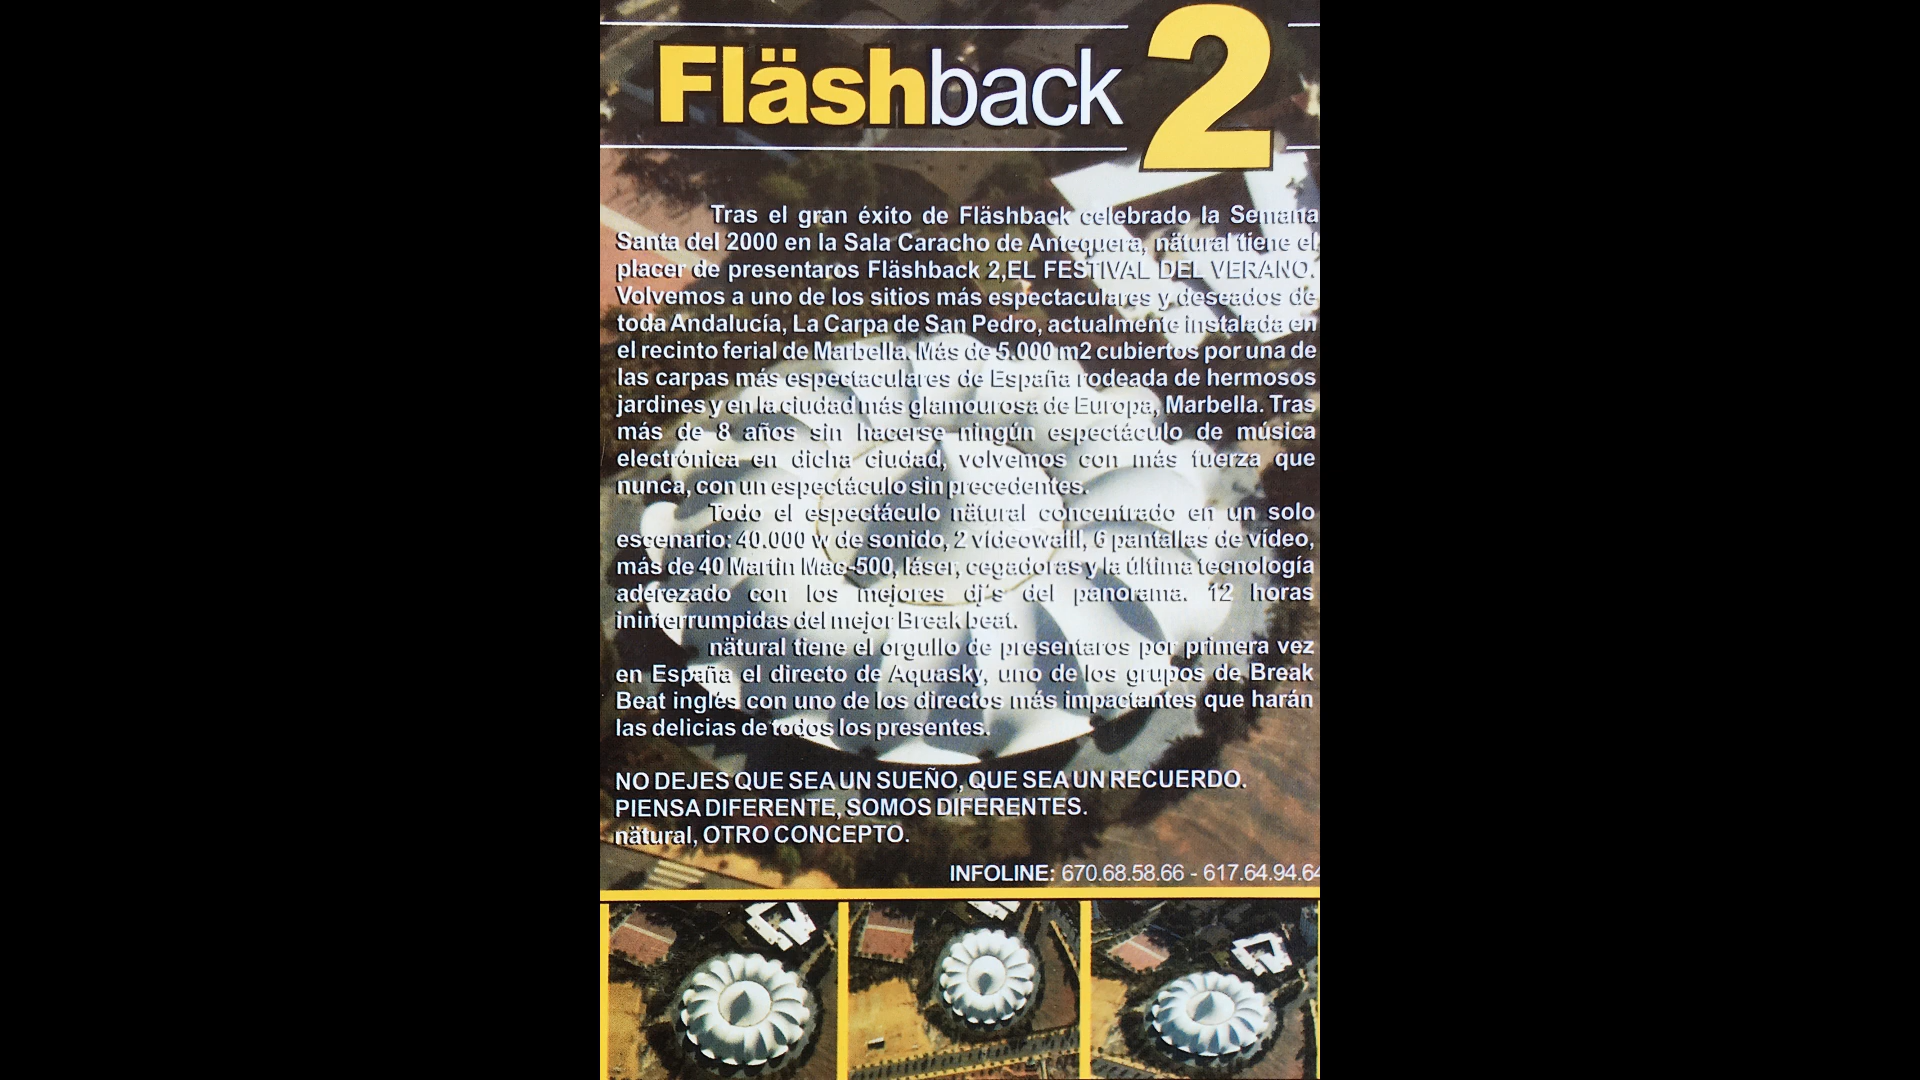 Fläshback 2
Tras el gran éxito de Fläshback celebrado la Semana
Santa del 2000 en la Sala Caracho de Antequera, nätural tiene el
placer de presentaros Fläshback 2,EL FESTIVAL DEL VERANO.
Volvemos a uno de los sitios más espectaculares y deseados de
toda Andalucía, La Carpa de San Pedro, actualmente instalada en
el recinto ferial de Marbella. Más de 5.000 m2 cubiertos por una de
las carpas más espectaculares de España rodeada de hermosos
jardines y en la ciudad más glamourosa de Europa, Marbella. Tras
más de 8 años sin hacerse ningún espectáculo de música
electrónica en dicha ciudad, volvemos con más fuerza que
nunca, con un espectáculo sin precedentes.
Todo el espectáculo nätural concentrado en un solo
escenario: 40.000 w de sonido, 2 vídeowalll, 6 pantallas de vídeo,
más de 40 Martin Mac-500, láser, cegadoras y la última tecnología
aderezado con los mejores dj´s del panorama. 12 horas
ininterrumpidas del mejor Break beat.
nätural tiene el orgullo de presentaros por primera vez
en España el directo de Aquasky, uno de los grupos de Break
Beat inglés con uno de los directos más impactantes que harán
las delicias de todos los presentes.
NO DEJES QUE SEA UN SUEÑO, QUE SEA UN RECUERDO.
PIENSA DIFERENTE, SOMOS DIFERENTES.
nätural, OTRO CONCEPTO.
INFOLINE: 670.68.58.66 - 617.64.94.64